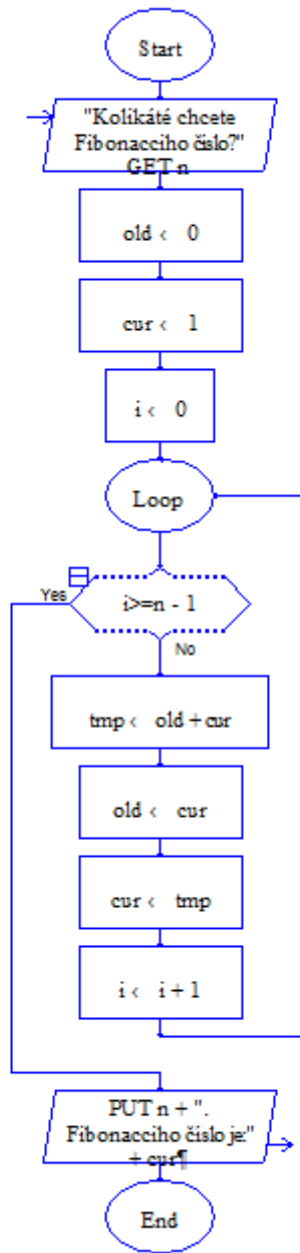 Start
"Kolikáté chcete
Fibonacciho číslo?"
GET n
old ← 0
cur ← 1
i ← 0
Loop
Yes
i>=n - 1
No
tmp ← old + cur
old ← cur
cur ← tmp
i ← i + 1
PUT n + ".
Fibonacciho číslo je:"
+ cur¶
End